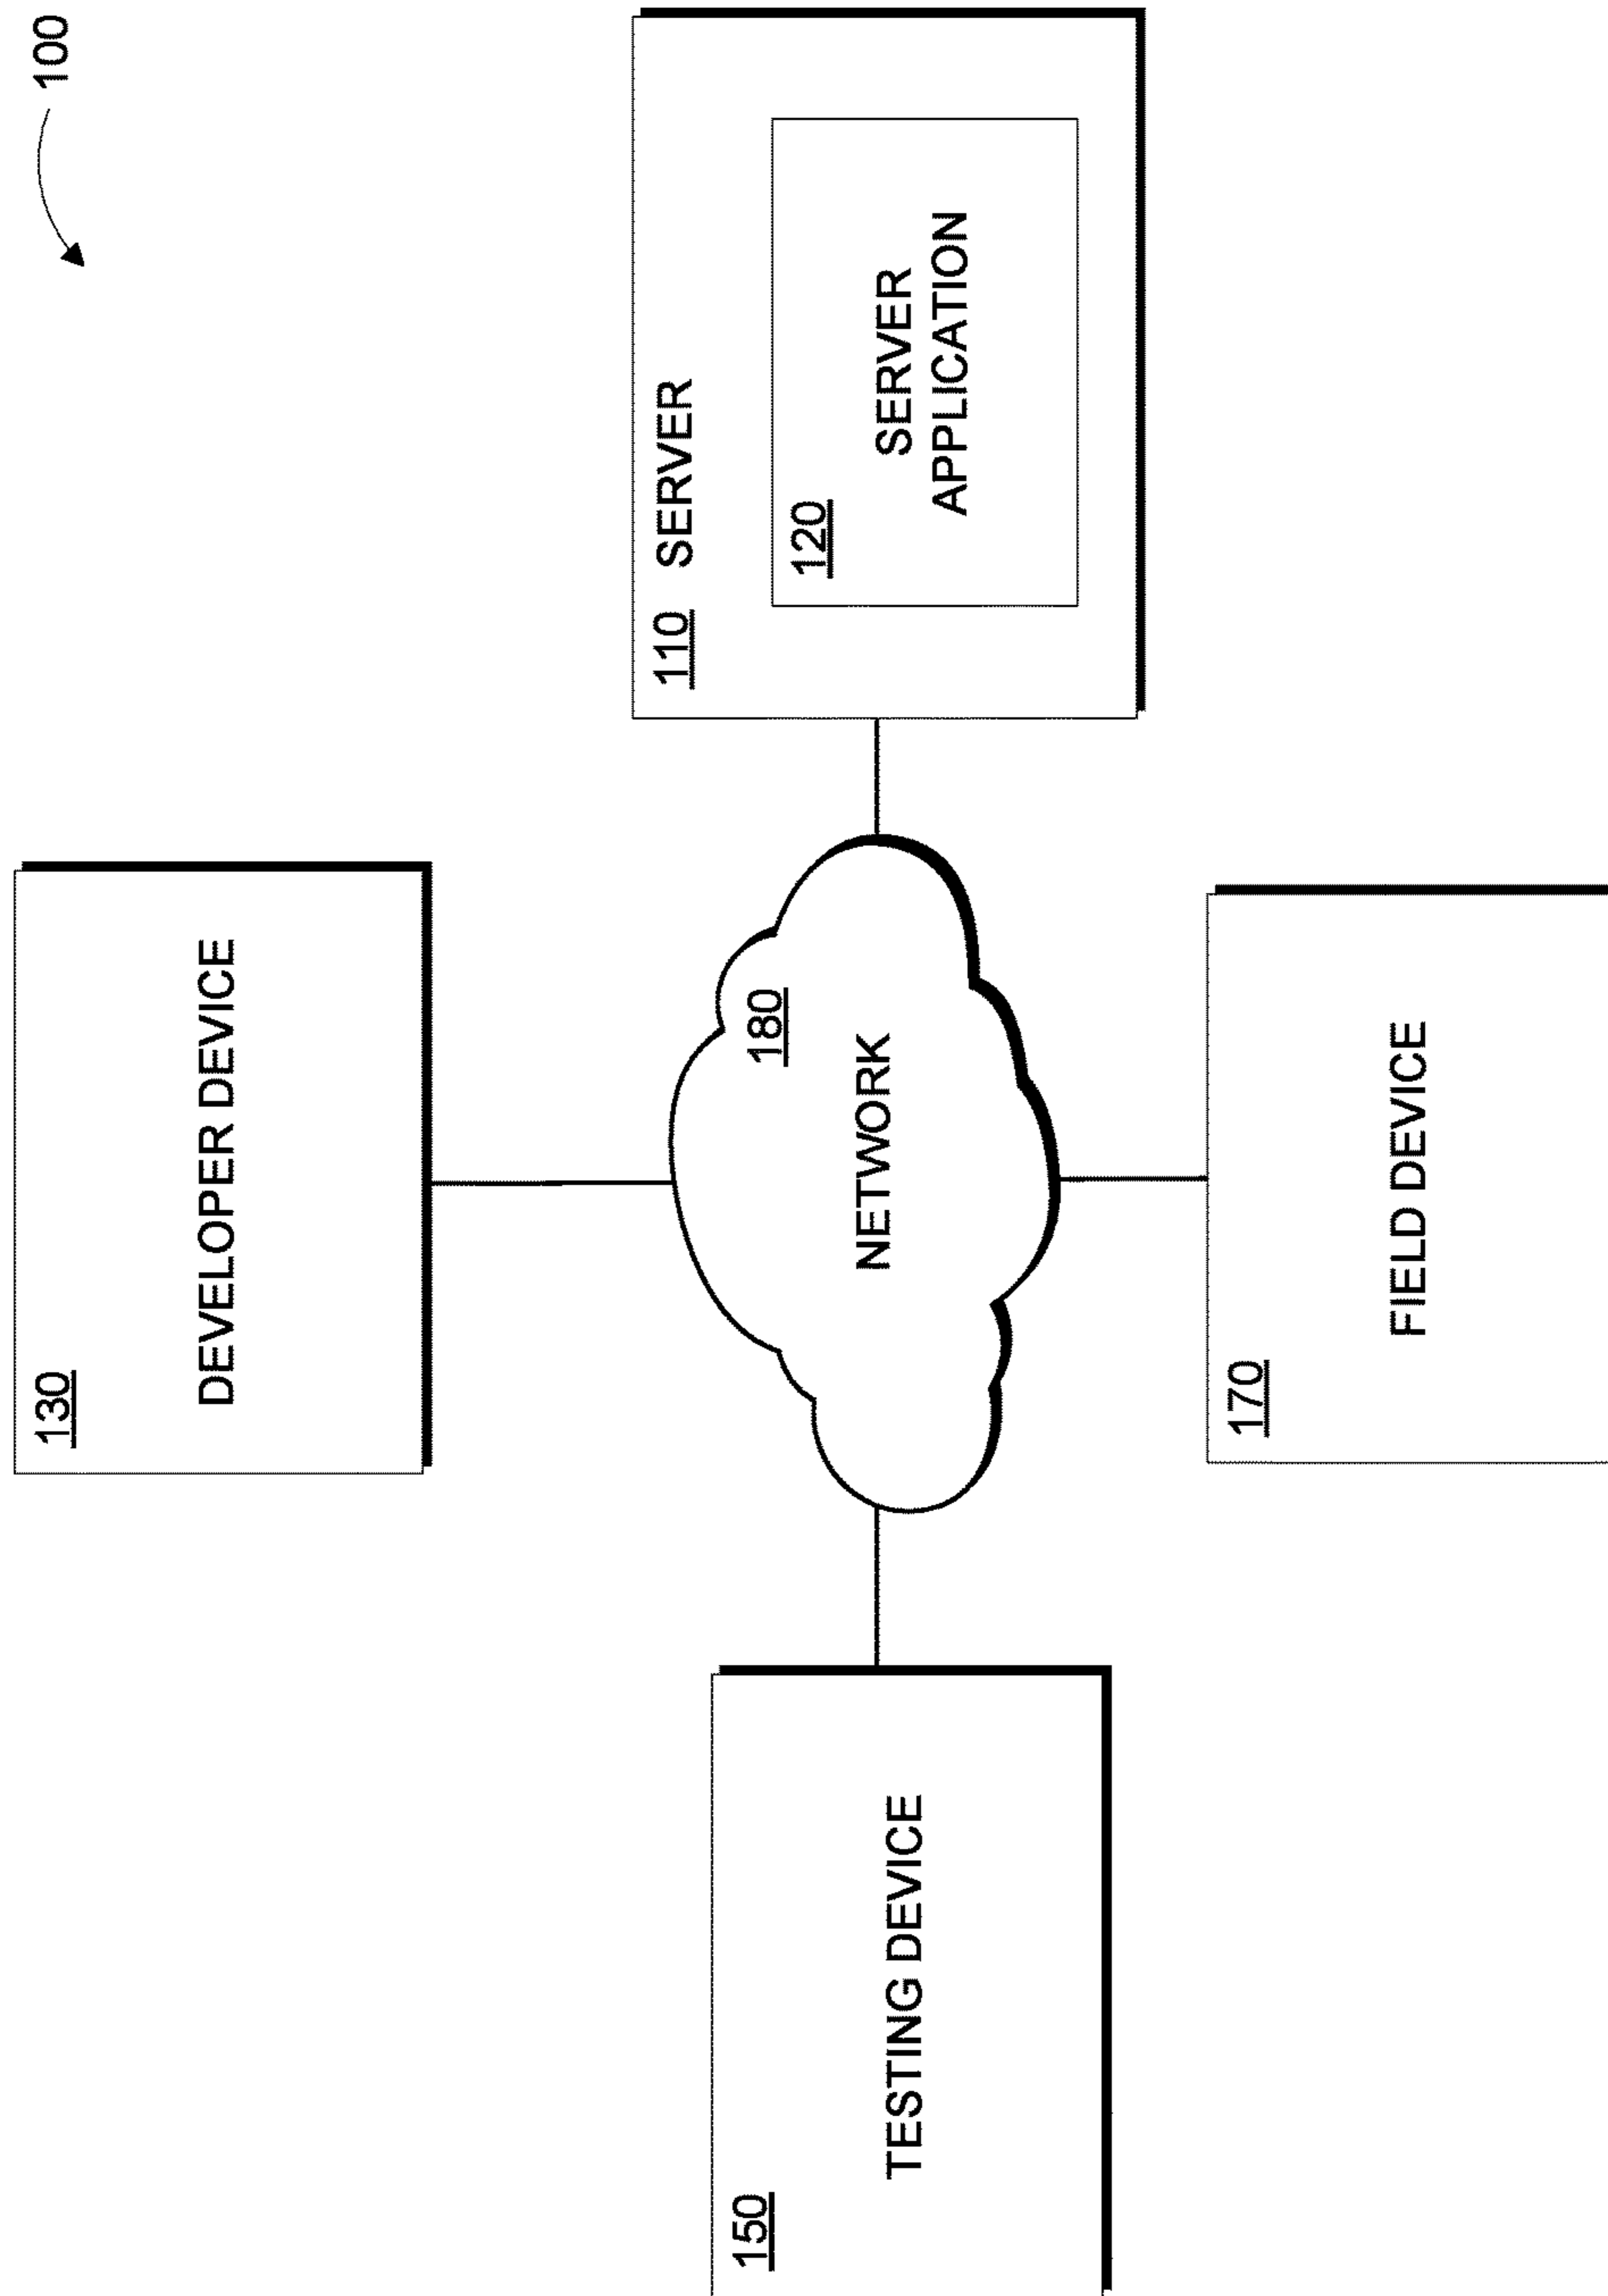 100
130
DEVELOPER DEVICE
150
TESTING DEVICE
180
NETWORK
110 SERVER
120
SERVER
APPLICATION
170
FIELD DEVICE